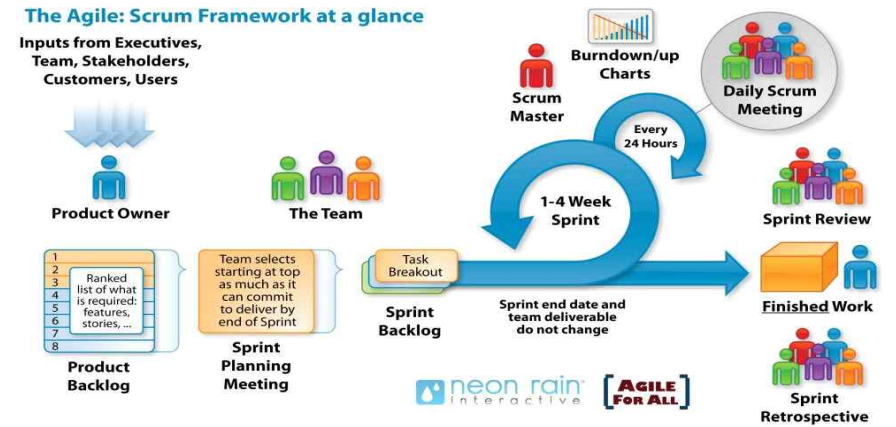 The Agile: Scrum Framework at a glance
Inputs from Executives,
Team, Stakeholders,
Customers, Users
Product Owner
The Team
Scrum
Master
Burndown/up
Charts
Daily Scrum
Meeting
Every
24 Hours
1-4 Week
Sprint
Sprint Review
1
2
3
4
5
6
7
8
Ranked
list of what
is required:
features,
stories, ...
Product
Backlog
Team selects
starting at top
as much as it
can commit
to deliver by
end of Sprint
Sprint
Planning
Meeting
Task
Breakout
Sprint
Backlog
Sprint end date and
team deliverable
do not change
Finished Work
Sprint
Retrospective
neon rain
interactive
AGILE
FOR ALL